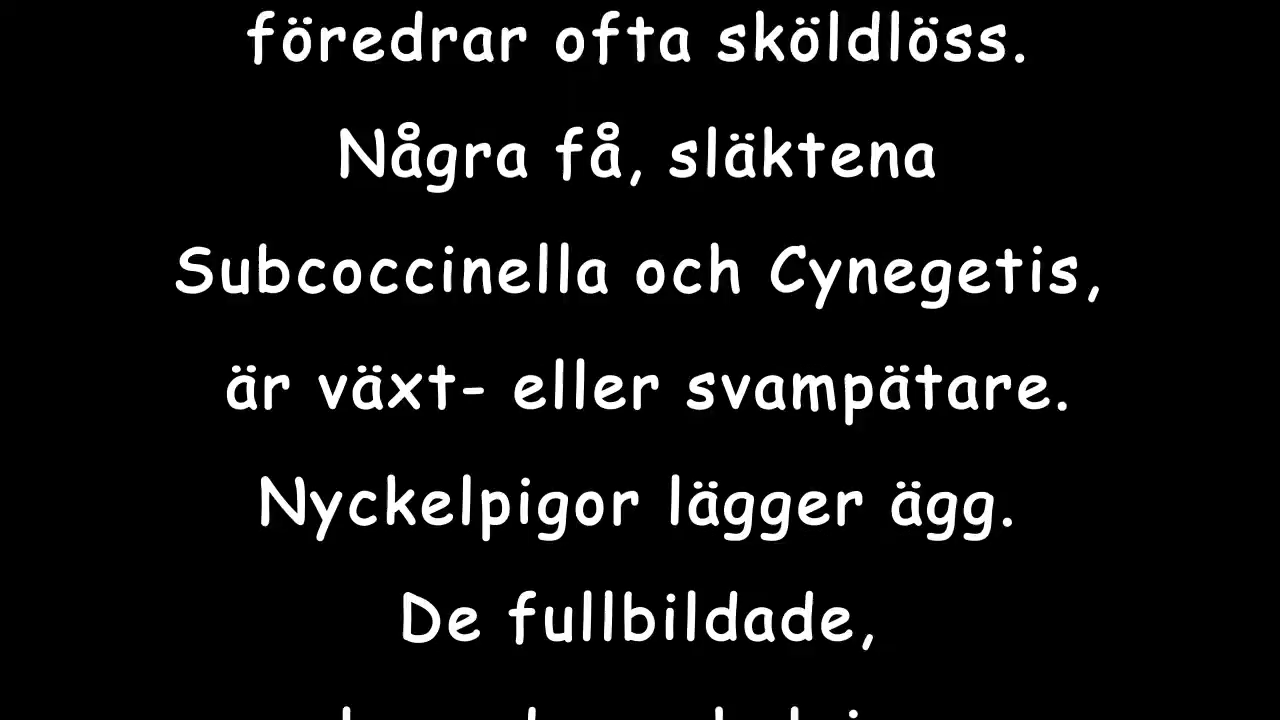 föredrar ofta sköldlöss.
Några få, släktena
Subcoccinella och Cynegetis,
är växt- eller svampätare.
Nyckelpigor lägger ägg.
De fullbildade,